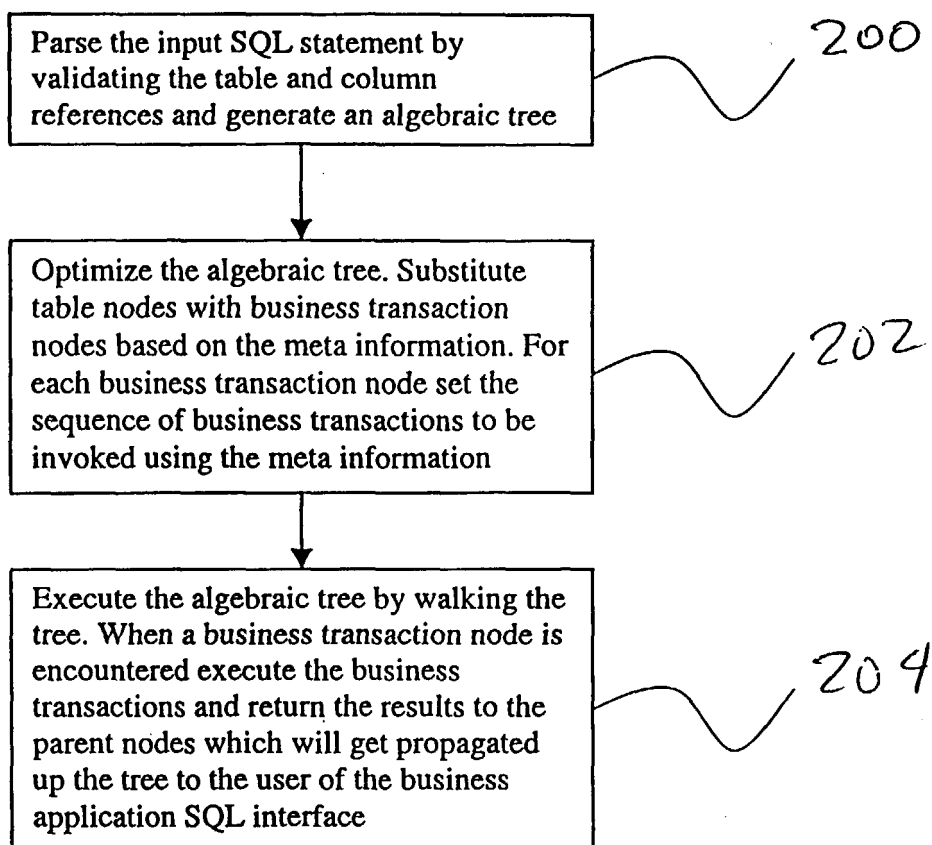 Parse the input SQL statement by
validating the table and column
references and generate an algebraic tree
200
Optimize the algebraic tree. Substitute
table nodes with business transaction
nodes based on the meta information. For
each business transaction node set the
sequence of business transactions to be
invoked using the meta information
202
Execute the algebraic tree by walking the
tree. When a business transaction node is
encountered execute the business
transactions and return the results to the
parent nodes which will get propagated
up the tree to the user of the business
application SQL interface
204